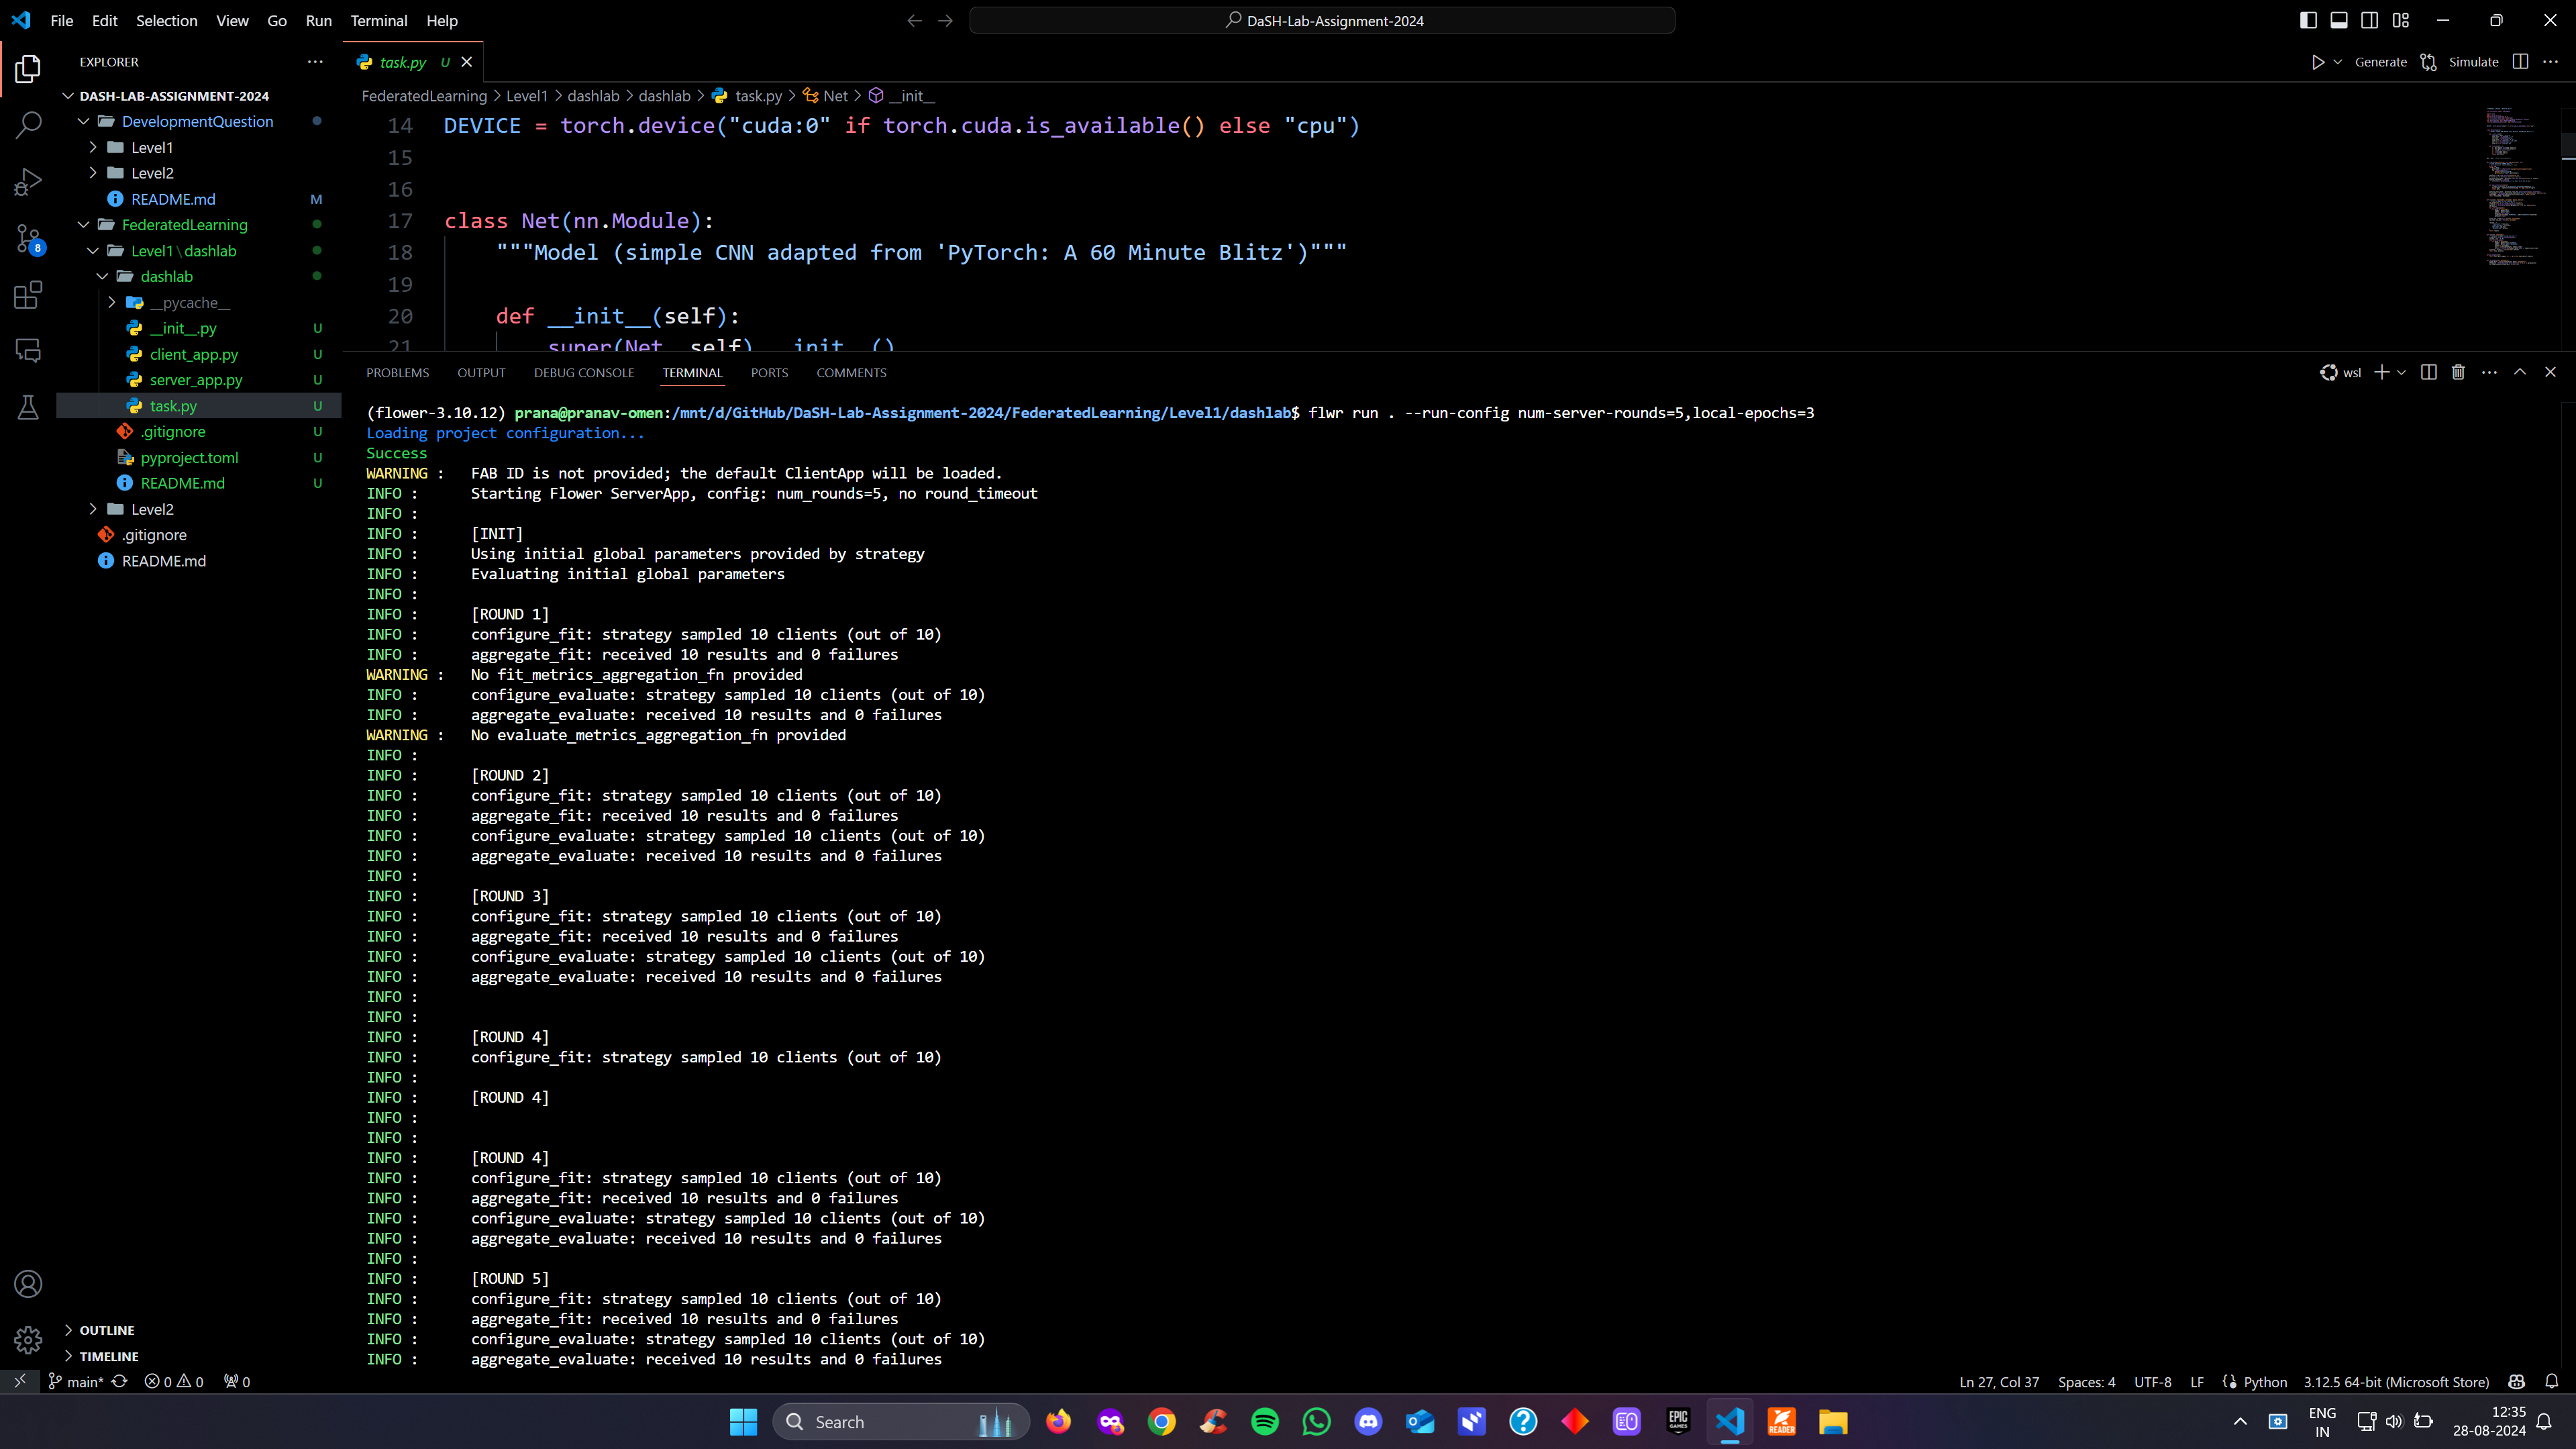 File Edit Selection View Go Run Terminal Help
DaSH-Lab-Assignment-2024
EXPLORER
DASH-LAB-ASSIGNMENT-2024
DevelopmentQuestion
Level1
Level2
README.md M
FederatedLearning
Level1\dashlab
dashlab
__pycache__
__init__.py U
client_app.py U
server_app.py U
task.py U
.gitignore U
pyproject.toml U
README.md U
Level2
.gitignore
README.md
OUTLINE
TIMELINE
8
task.py U
Generate Simulate
FederatedLearning > Level1 > dashlab > dashlab > task.py > Net > __init__
14 DEVICE = torch.device("cuda:0" if torch.cuda.is_available() else "cpu")
15
16
17 class Net(nn.Module):
18 """Model (simple CNN adapted from 'PyTorch: A 60 Minute Blitz')"""
19
20 def __init__(self):
21 super(Net, self).__init__()
PROBLEMS OUTPUT DEBUG CONSOLE TERMINAL PORTS COMMENTS
wsl
(flower-3.10.12) prana@pranav-omen:/mnt/d/GitHub/DaSH-Lab-Assignment-2024/FederatedLearning/Level1/dashlab$ flwr run . --run-config num-server-rounds=5,local-epochs=3
Loading project configuration...
Success
WARNING : FAB ID is not provided; the default ClientApp will be loaded.
INFO : Starting Flower ServerApp, config: num_rounds=5, no round_timeout
INFO :
INFO : [INIT]
INFO : Using initial global parameters provided by strategy
INFO : Evaluating initial global parameters
INFO :
INFO : [ROUND 1]
INFO : configure_fit: strategy sampled 10 clients (out of 10)
INFO : aggregate_fit: received 10 results and 0 failures
WARNING : No fit_metrics_aggregation_fn provided
INFO : configure_evaluate: strategy sampled 10 clients (out of 10)
INFO : aggregate_evaluate: received 10 results and 0 failures
WARNING : No evaluate_metrics_aggregation_fn provided
INFO :
INFO : [ROUND 2]
INFO : configure_fit: strategy sampled 10 clients (out of 10)
INFO : aggregate_fit: received 10 results and 0 failures
INFO : configure_evaluate: strategy sampled 10 clients (out of 10)
INFO : aggregate_evaluate: received 10 results and 0 failures
INFO :
INFO : [ROUND 3]
INFO : configure_fit: strategy sampled 10 clients (out of 10)
INFO : aggregate_fit: received 10 results and 0 failures
INFO : configure_evaluate: strategy sampled 10 clients (out of 10)
INFO : aggregate_evaluate: received 10 results and 0 failures
INFO :
INFO :
INFO : [ROUND 4]
INFO : configure_fit: strategy sampled 10 clients (out of 10)
INFO :
INFO : [ROUND 4]
INFO :
INFO :
INFO : [ROUND 4]
INFO : configure_fit: strategy sampled 10 clients (out of 10)
INFO : aggregate_fit: received 10 results and 0 failures
INFO : configure_evaluate: strategy sampled 10 clients (out of 10)
INFO : aggregate_evaluate: received 10 results and 0 failures
INFO :
INFO : [ROUND 5]
INFO : configure_fit: strategy sampled 10 clients (out of 10)
INFO : aggregate_fit: received 10 results and 0 failures
INFO : configure_evaluate: strategy sampled 10 clients (out of 10)
INFO : aggregate_evaluate: received 10 results and 0 failures
main* 0 0 0
Ln 27, Col 37 Spaces: 4 UTF-8 LF Python 3.12.5 64-bit (Microsoft Store)
Search
EPIC GAMES
READER
ENG
IN
12:35
28-08-2024